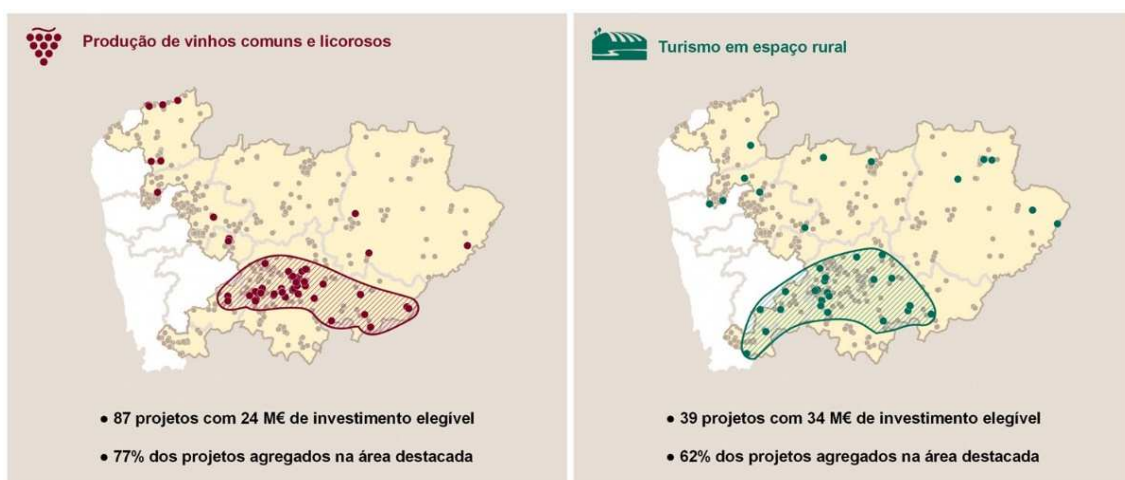 Produção de vinhos comuns e licorosos
● 87 projetos com 24 M€ de investimento elegível
● 77% dos projetos agregados na área destacada
Turismo em espaço rural
● 39 projetos com 34 M€ de investimento elegível
● 62% dos projetos agregados na área destacada